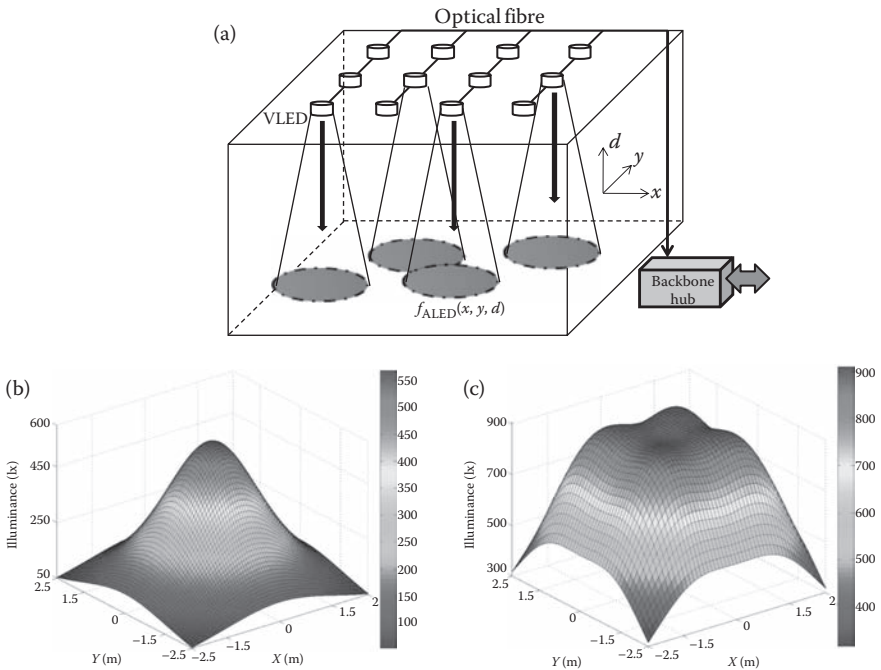 (a)
Optical fibre
VLED
d
y
x
Backbone
hub
f_ALED(x, y, d)
(b)
600
450
250
50
Illuminance (lx)
2.5
1.5
0
−1.5
−2.5
Y (m)
−2.5
−1.5
0
1.5
2
X (m)
550
500
450
400
350
300
250
200
150
100
(c)
900
700
500
300
Illuminance (lx)
2.5
1.5
0
−1.5
−2.5
Y (m)
−2.5
−1.5
0
1.5
2
X (m)
900
800
700
600
500
400